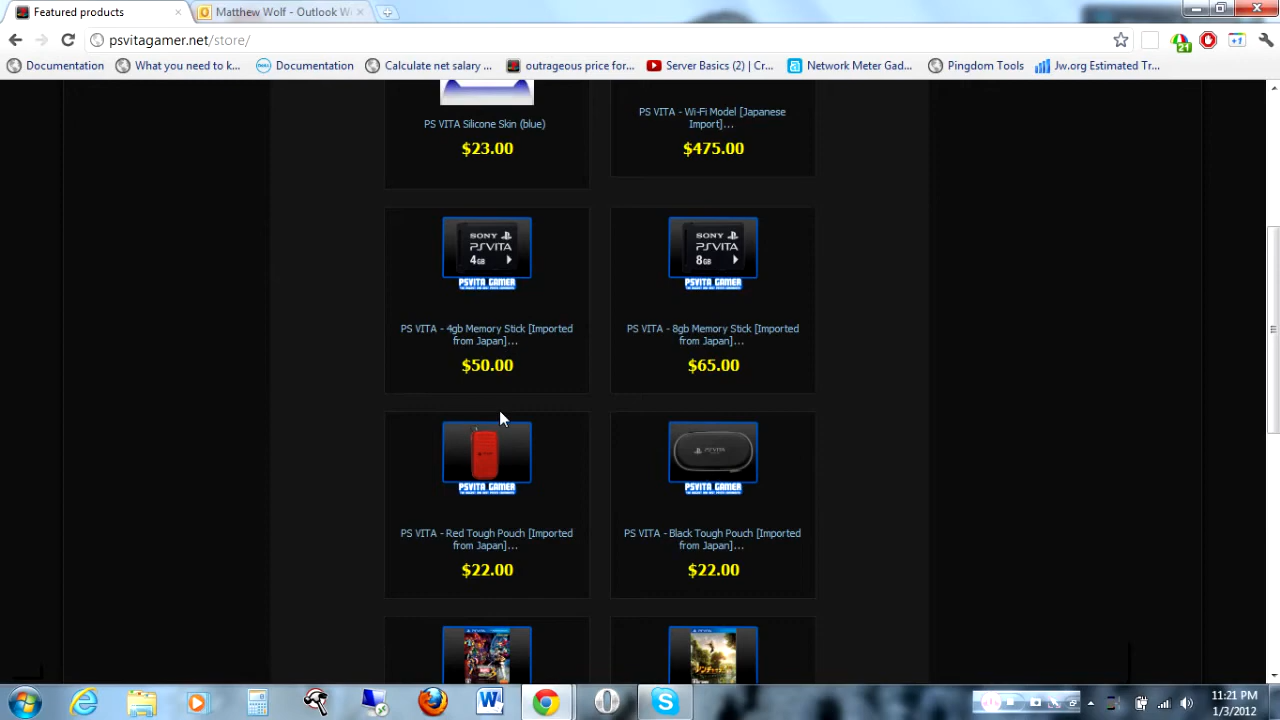 Featured products
Matthew Wolf - Outlook W
psvitagamer.net/store/
21
+1
Documentation
What you need to k...
Documentation
Calculate net salary ...
outrageous price for...
Server Basics (2) | Cr...
Network Meter Gad...
Pingdom Tools
Jw.org Estimated Tr...
PS VITA Silicone Skin (blue)
$23.00
PS VITA - Wi-Fi Model [Japanese
Import]...
$475.00
SONY
PSVITA
4GB
PSVITA GAMER
PS VITA - 4gb Memory Stick [Imported
from Japan]...
$50.00
SONY
PSVITA
8GB
PSVITA GAMER
PS VITA - 8gb Memory Stick [Imported
from Japan]...
$65.00
PSVITA GAMER
PS VITA - Red Tough Pouch [Imported
from Japan]...
$22.00
PSVITA
PSVITA GAMER
PS VITA - Black Tough Pouch [Imported
from Japan]...
$22.00
11:21 PM
1/3/2012